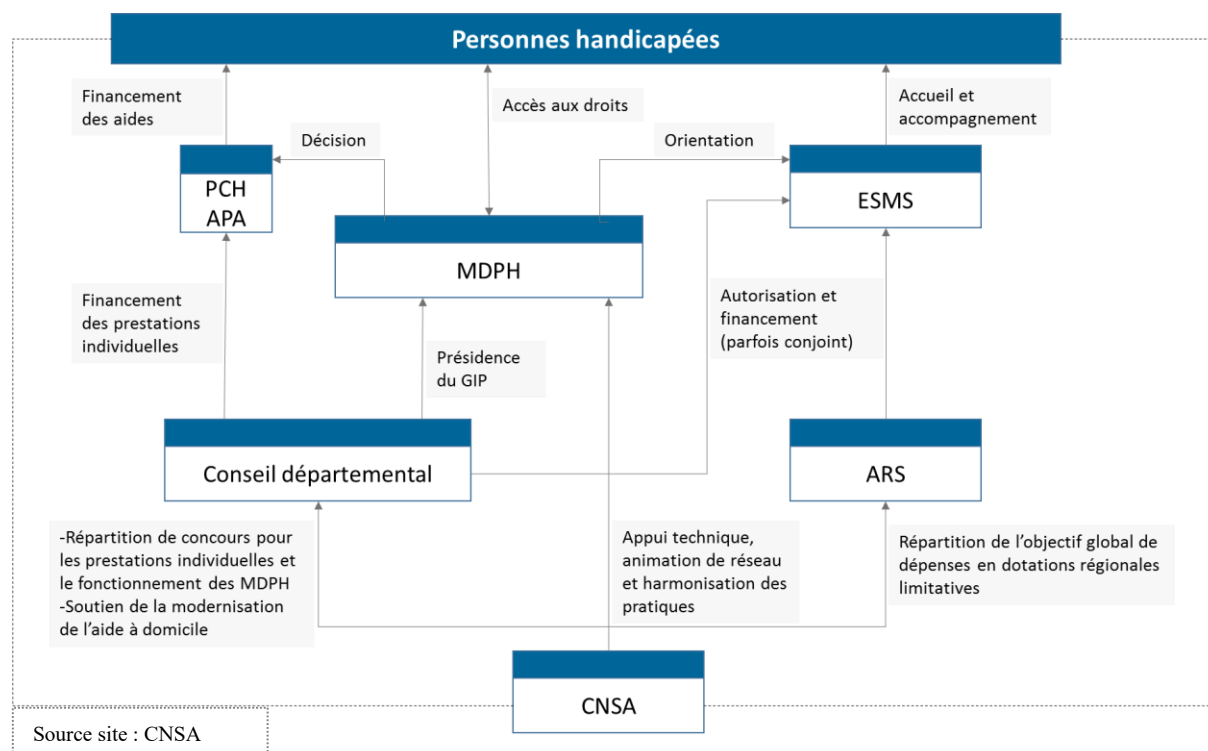 Personnes handicapées
Financement
des aides
Accès aux droits
Accueil et
accompagnement
Décision
Orientation
PCH
APA
ESMS
MDPH
Financement
des prestations
individuelles
Autorisation et
financement
(parfois conjoint)
Présidence
du GIP
Conseil départemental
ARS
-Répartition de concours pour
les prestations individuelles et
le fonctionnement des MDPH
-Soutien de la modernisation
de l’aide à domicile
Appui technique,
animation de réseau
et harmonisation des
pratiques
Répartition de l’objectif global de
dépenses en dotations régionales
limitatives
CNSA
Source site : CNSA